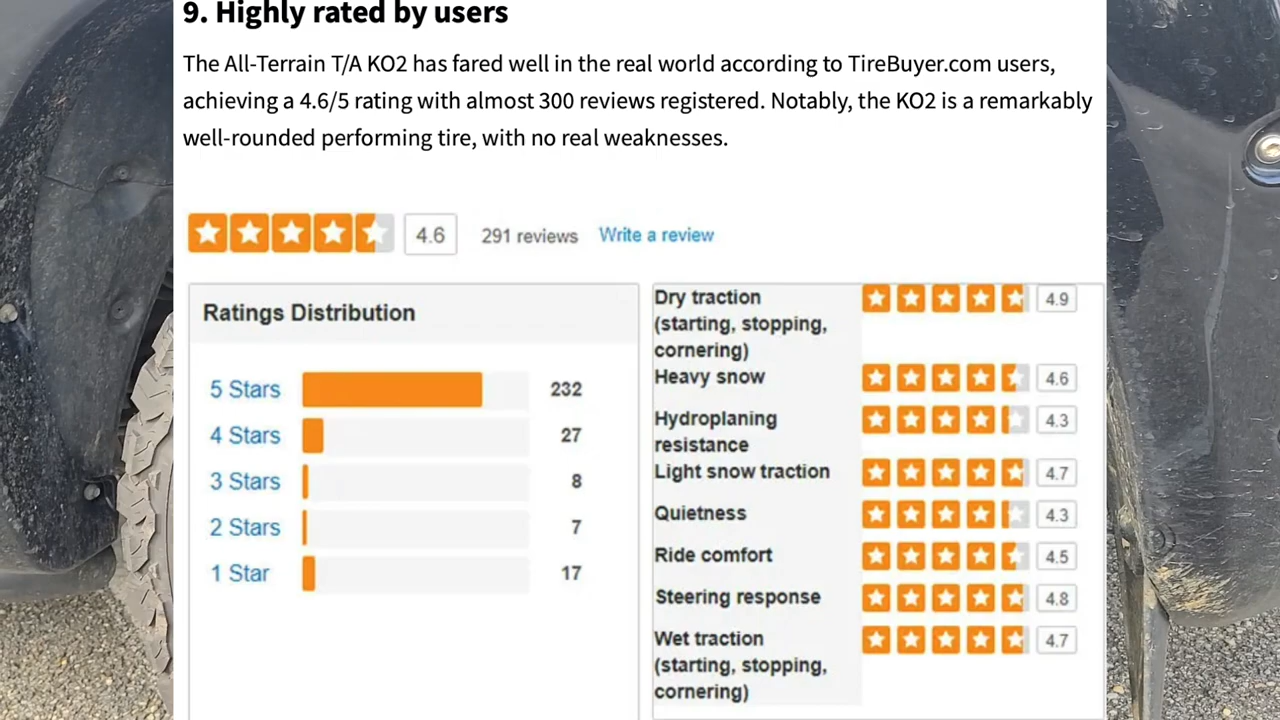 9. Highly rated by users
The All-Terrain T/A KO2 has fared well in the real world according to TireBuyer.com users,
achieving a 4.6/5 rating with almost 300 reviews registered. Notably, the KO2 is a remarkably
well-rounded performing tire, with no real weaknesses.
4.6 291 reviews Write a review
Ratings Distribution
5 Stars 232
4 Stars 27
3 Stars 8
2 Stars 7
1 Star 17
Dry traction 4.9
(starting, stopping,
cornering)
Heavy snow 4.6
Hydroplaning 4.3
resistance
Light snow traction 4.7
Quietness 4.3
Ride comfort 4.5
Steering response 4.8
Wet traction 4.7
(starting, stopping,
cornering)